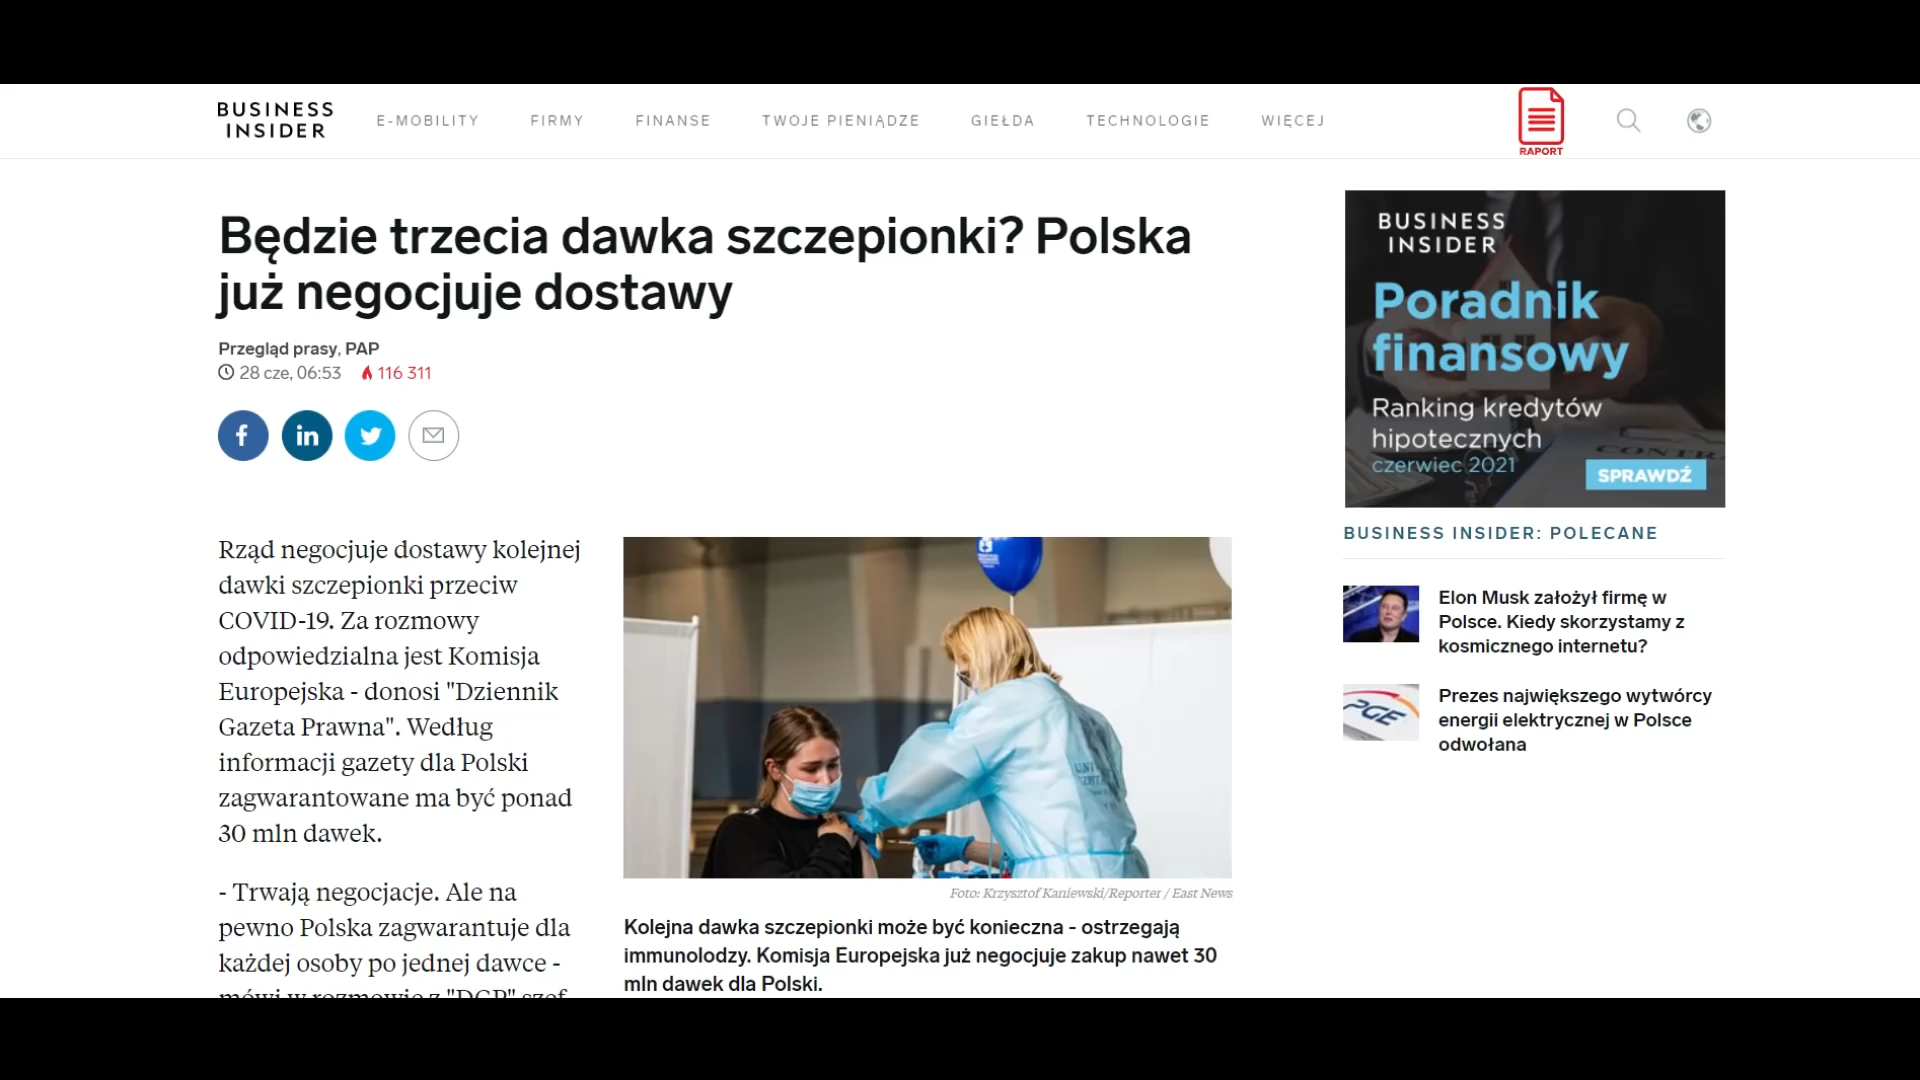 BUSINESS
INSIDER
E-MOBILITY
FIRMY
FINANSE
TWOJE PIENIĄDZE
GIEŁDA
TECHNOLOGIE
WIĘCEJ
RAPORT
Będzie trzecia dawka szczepionki? Polska
już negocjuje dostawy
Przegląd prasy, PAP
28 cze, 06:53 116 311
Rząd negocjuje dostawy kolejnej
dawki szczepionki przeciw
COVID-19. Za rozmowy
odpowiedzialna jest Komisja
Europejska - donosi "Dziennik
Gazeta Prawna". Według
informacji gazety dla Polski
zagwarantowane ma być ponad
30 mln dawek.
- Trwają negocjacje. Ale na
pewno Polska zagwarantuje dla
każdej osoby po jednej dawce -
mówi w rozmowie z "DGP" szef
Foto: Krzysztof Kaniewski/Reporter / East News
Kolejna dawka szczepionki może być konieczna - ostrzegają
immunolodzy. Komisja Europejska już negocjuje zakup nawet 30
mln dawek dla Polski.
BUSINESS
INSIDER
Poradnik
finansowy
Ranking kredytów
hipotecznych
czerwiec 2021
SPRAWDŹ
BUSINESS INSIDER: POLECANE
Elon Musk założył firmę w
Polsce. Kiedy skorzystamy z
kosmicznego internetu?
PGE
Prezes największego wytwórcy
energii elektrycznej w Polsce
odwołana